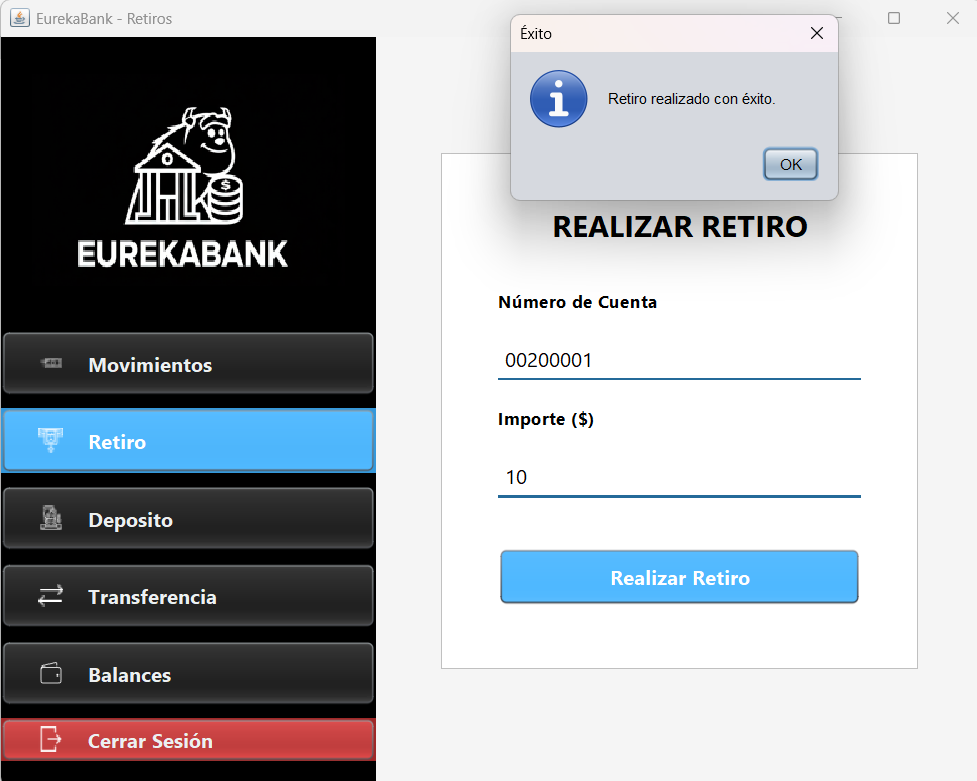 EurekaBank - Retiros
Éxito
Retiro realizado con éxito.
OK
$
EUREKABANK
Movimientos
Retiro
Deposito
Transferencia
Balances
Cerrar Sesión
REALIZAR RETIRO
Número de Cuenta
00200001
Importe ($)
10
Realizar Retiro